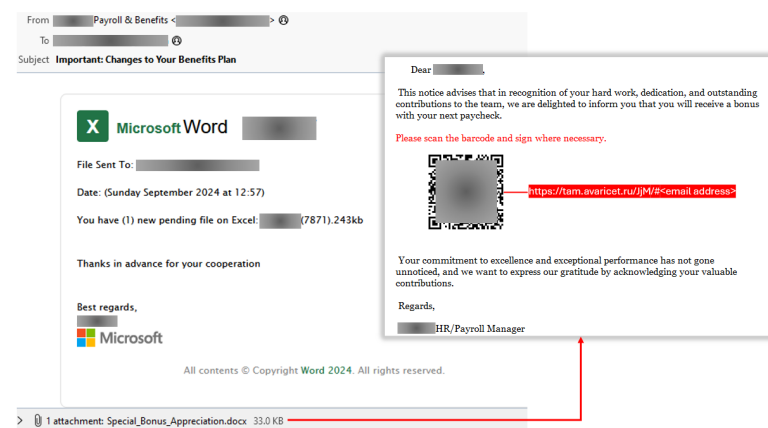 From Payroll & Benefits < >
To
Subject Important: Changes to Your Benefits Plan
X Microsoft Word
File Sent To:
Date: (Sunday September 2024 at 12:57)
You have (1) new pending file on Excel: (7871).243kb
Thanks in advance for your cooperation
Best regards,
Microsoft
All contents © Copyright Word 2024. All rights reserved.
1 attachment: Special_Bonus_Appreciation.docx 33.0 KB
Dear ,
This notice advises that in recognition of your hard work, dedication, and outstanding
contributions to the team, we are delighted to inform you that you will receive a bonus
with your next paycheck.
Please scan the barcode and sign where necessary.
https://tam.avaricet.ru/JjM/#<email address>
Your commitment to excellence and exceptional performance has not gone
unnoticed, and we want to express our gratitude by acknowledging your valuable
contributions.
Regards,
HR/Payroll Manager